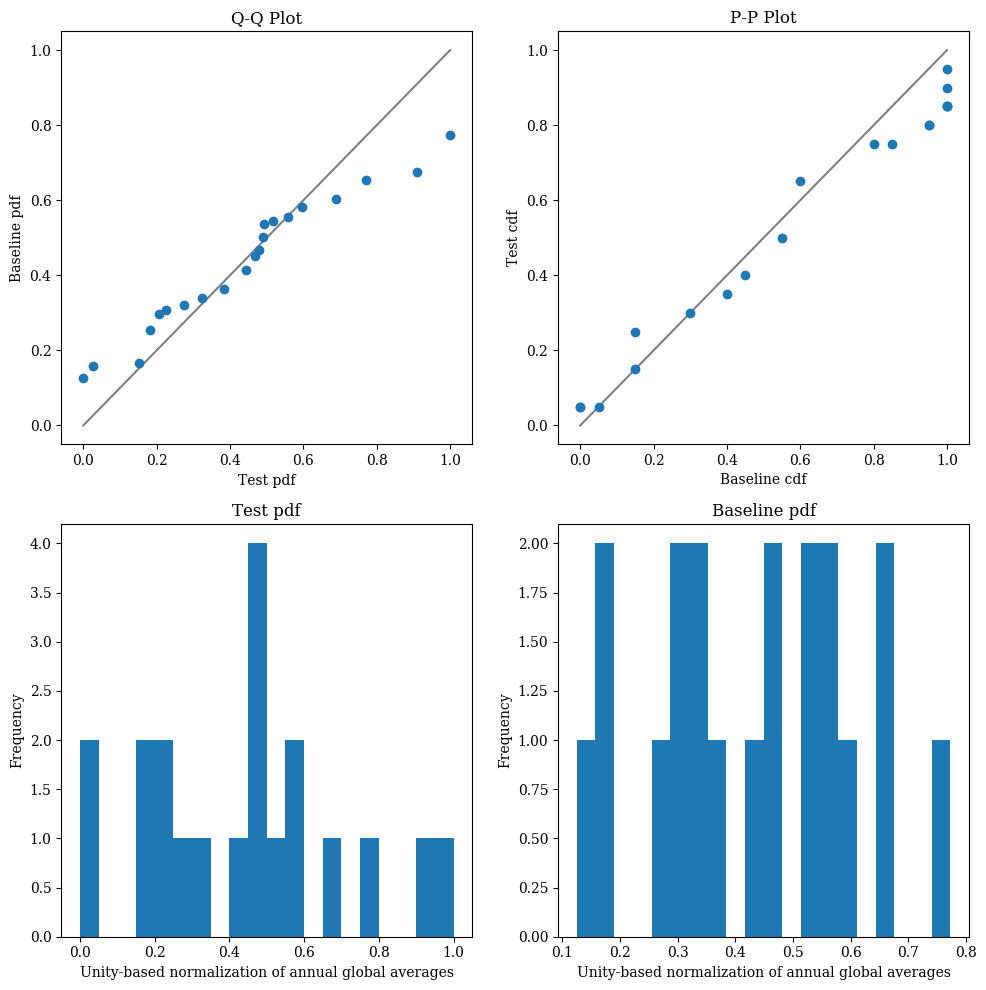 Q-Q Plot
Baseline pdf
1.0
0.8
0.6
0.4
0.2
0.0
0.0 0.2 0.4 0.6 0.8 1.0
Test pdf
P-P Plot
Test cdf
1.0
0.8
0.6
0.4
0.2
0.0
0.0 0.2 0.4 0.6 0.8 1.0
Baseline cdf
Test pdf
Frequency
4.0
3.5
3.0
2.5
2.0
1.5
1.0
0.5
0.0
0.0 0.2 0.4 0.6 0.8 1.0
Unity-based normalization of annual global averages
Baseline pdf
Frequency
2.00
1.75
1.50
1.25
1.00
0.75
0.50
0.25
0.00
0.1 0.2 0.3 0.4 0.5 0.6 0.7 0.8
Unity-based normalization of annual global averages